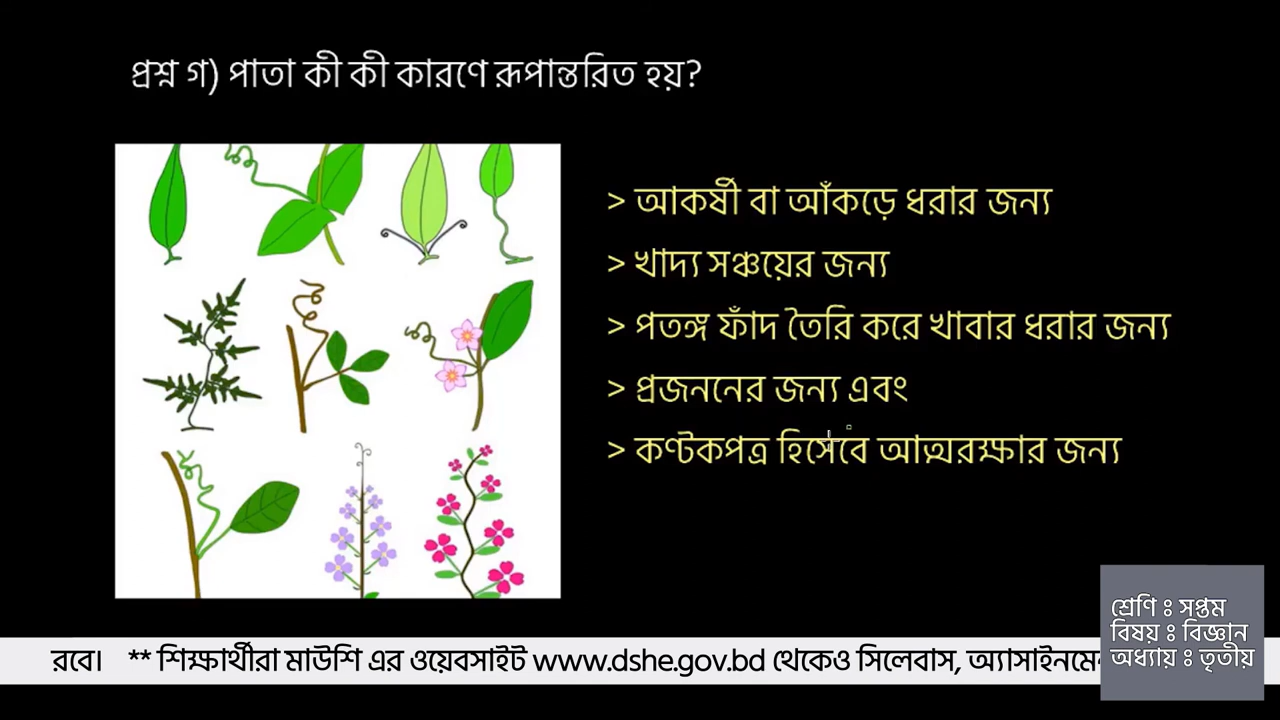 প্রশ্ন গ) পাতা কী কী কারণে রূপান্তরিত হয়?
> আকর্ষী বা আঁকড়ে ধরার জন্য
> খাদ্য সঞ্চয়ের জন্য
> পতঙ্গ ফাঁদ তৈরি করে খাবার ধরার জন্য
> প্রজননের জন্য এবং
> কণ্টকপত্র হিসেবে আত্মরক্ষার জন্য
শ্রেণি ঃ সপ্তম
বিষয় ঃ বিজ্ঞান
অধ্যায় ঃ তৃতীয়
রবে। ** শিক্ষার্থীরা মাউশি এর ওয়েবসাইট www.dshe.gov.bd থেকেও সিলেবাস,